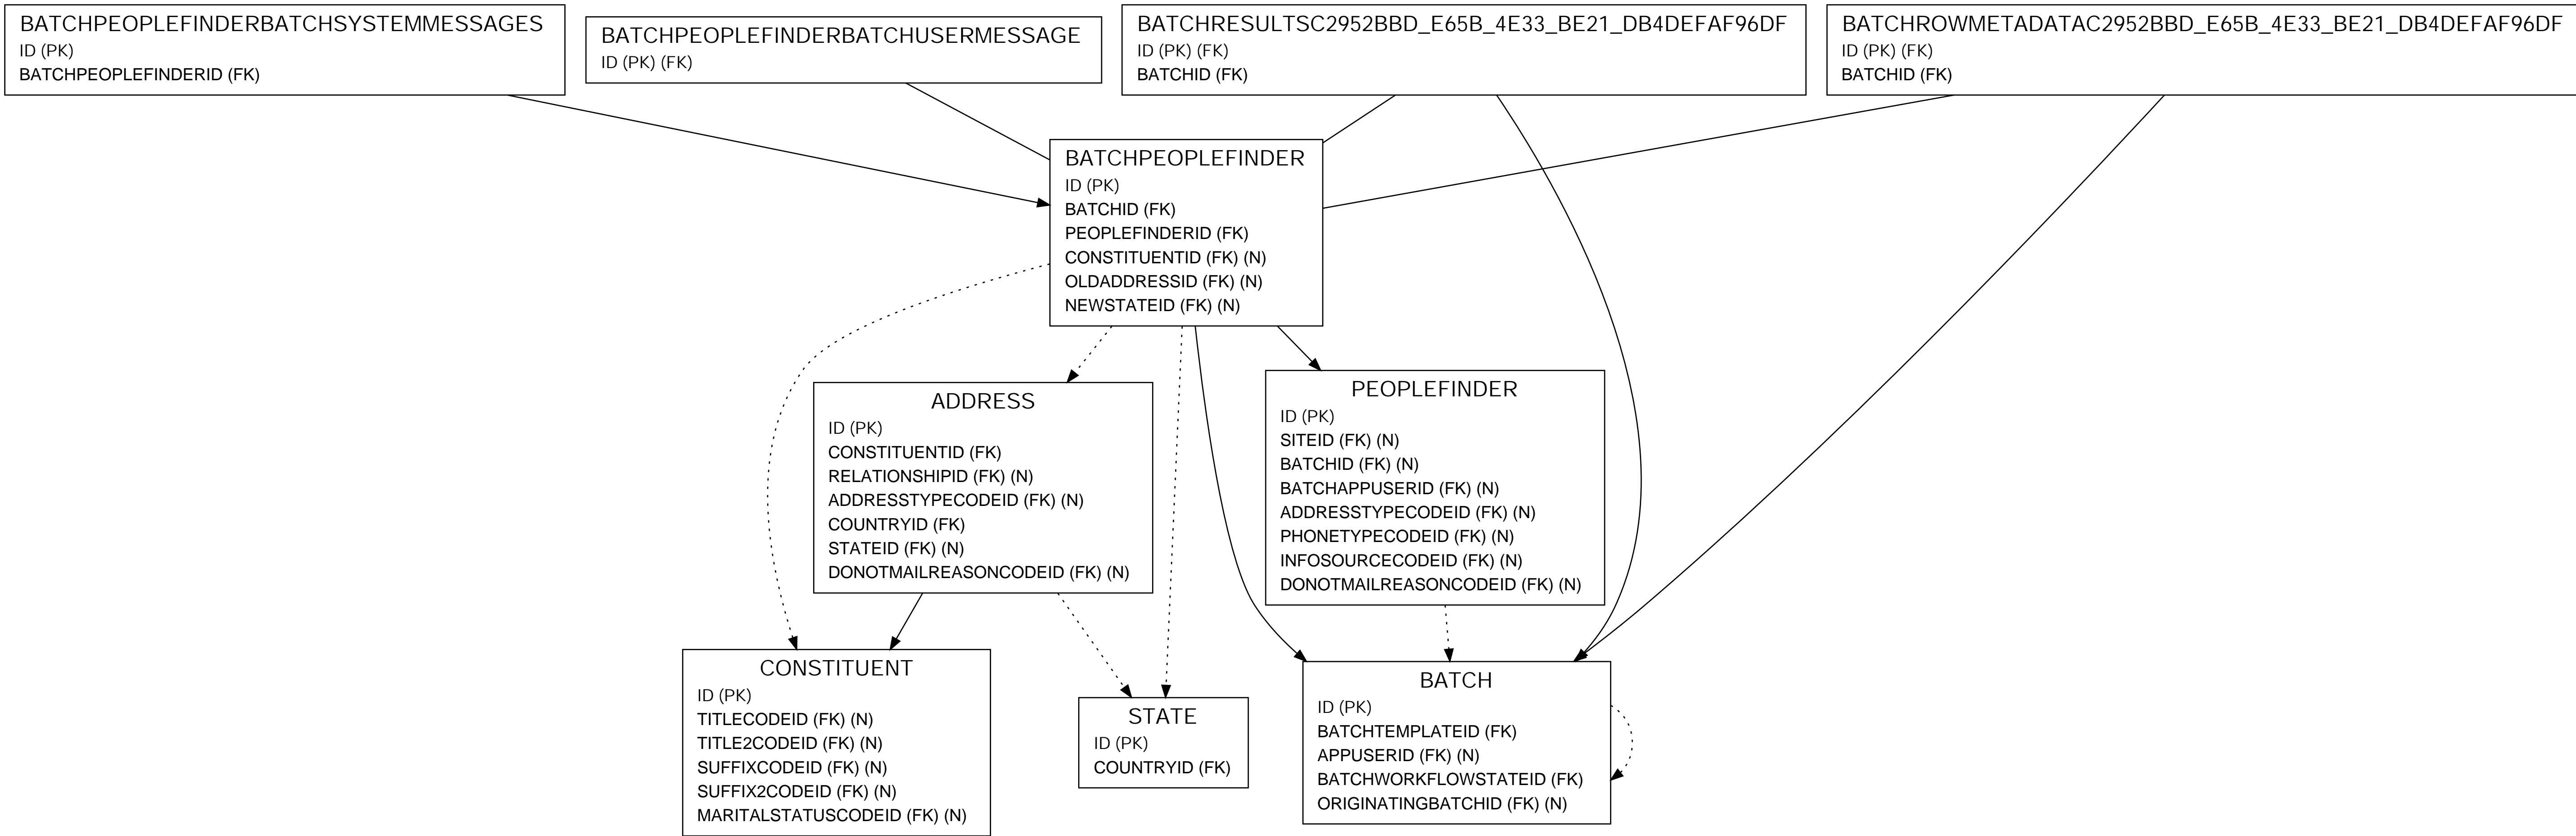 BATCHPEOPLEFINDERBATCHSYSTEMMESSAGES
ID (PK)
BATCHPEOPLEFINDERID (FK)
BATCHPEOPLEFINDERBATCHUSERMESSAGE
ID (PK) (FK)
BATCHRESULTSC2952BBD_E65B_4E33_BE21_DB4DEFAF96DF
ID (PK) (FK)
BATCHID (FK)
BATCHROWMETADATAC2952BBD_E65B_4E33_BE21_DB4DEFAF96DF
ID (PK) (FK)
BATCHID (FK)
BATCHPEOPLEFINDER
ID (PK)
BATCHID (FK)
PEOPLEFINDERID (FK)
CONSTITUENTID (FK) (N)
OLDADDRESSID (FK) (N)
NEWSTATEID (FK) (N)
ADDRESS
ID (PK)
CONSTITUENTID (FK)
RELATIONSHIPID (FK) (N)
ADDRESSTYPECODEID (FK) (N)
COUNTRYID (FK)
STATEID (FK) (N)
DONOTMAILREASONCODEID (FK) (N)
PEOPLEFINDER
ID (PK)
SITEID (FK) (N)
BATCHID (FK) (N)
BATCHAPPUSERID (FK) (N)
ADDRESSTYPECODEID (FK) (N)
PHONETYPECODEID (FK) (N)
INFOSOURCECODEID (FK) (N)
DONOTMAILREASONCODEID (FK) (N)
CONSTITUENT
ID (PK)
TITLECODEID (FK) (N)
TITLE2CODEID (FK) (N)
SUFFIXCODEID (FK) (N)
SUFFIX2CODEID (FK) (N)
MARITALSTATUSCODEID (FK) (N)
STATE
ID (PK)
COUNTRYID (FK)
BATCH
ID (PK)
BATCHTEMPLATEID (FK)
APPUSERID (FK) (N)
BATCHWORKFLOWSTATEID (FK)
ORIGINATINGBATCHID (FK) (N)